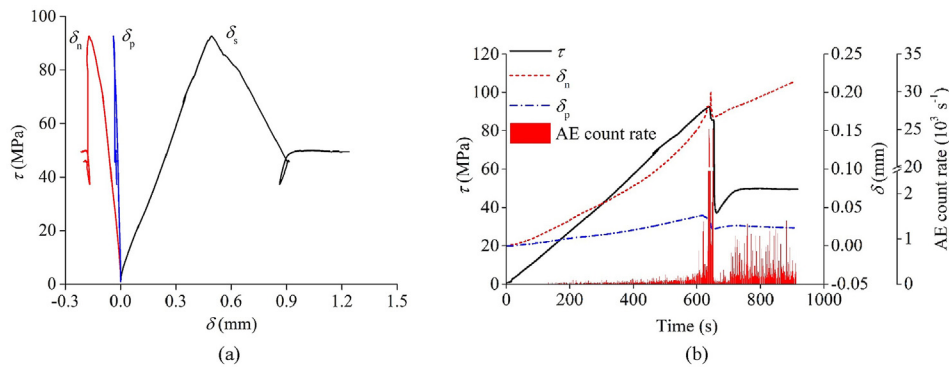 (a)
100
80
60
40
20
0
τ (MPa)
δn
δp
δs
-0.3
0.0
0.3
0.6
0.9
1.2
1.5
δ (mm)
(b)
120
100
80
60
40
20
0
τ (MPa)
τ
δn
δp
AE count rate
0
200
400
600
800
1000
Time (s)
0.25
0.20
0.15
0.10
0.05
0.00
-0.05
δ (mm)
35
30
25
20
2
1
0
AE count rate (10³ s⁻¹)